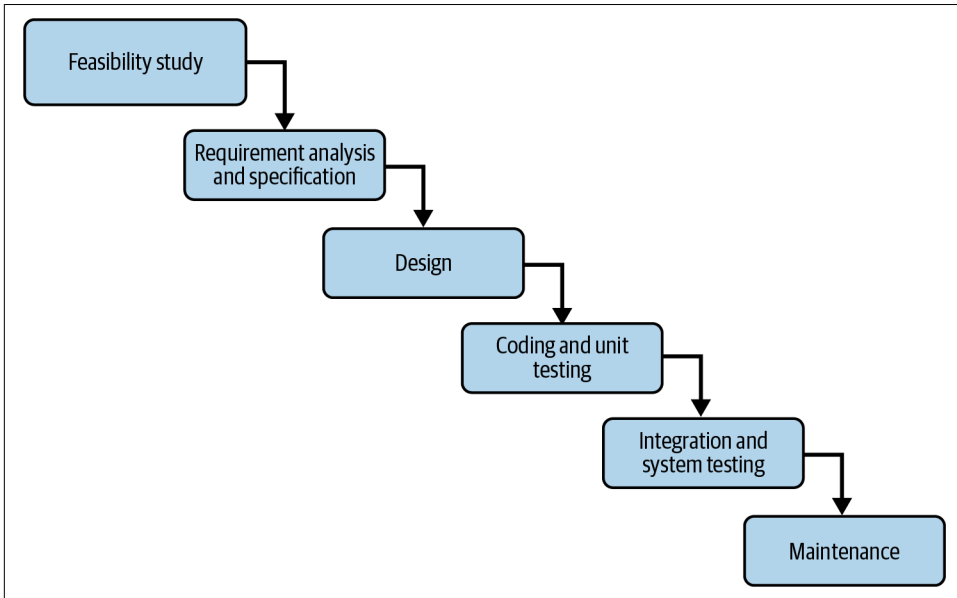 Feasibility study
Requirement analysis
and specification
Design
Coding and unit
testing
Integration and
system testing
Maintenance